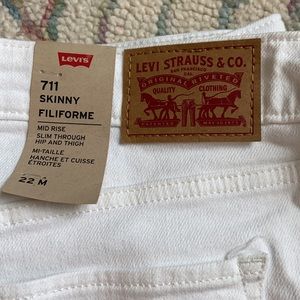 Levi's
711
SKINNY
FILIFORME
MID RISE
SLIM THROUGH
HIP AND THIGH
MI-TAILLE
HANCHE ET CUISSE
ÉTROITES
22 M
LEVI STRAUSS & CO.
SAN FRANCISCO
CAL
ORIGINAL RIVETED
QUALITY CLOTHING